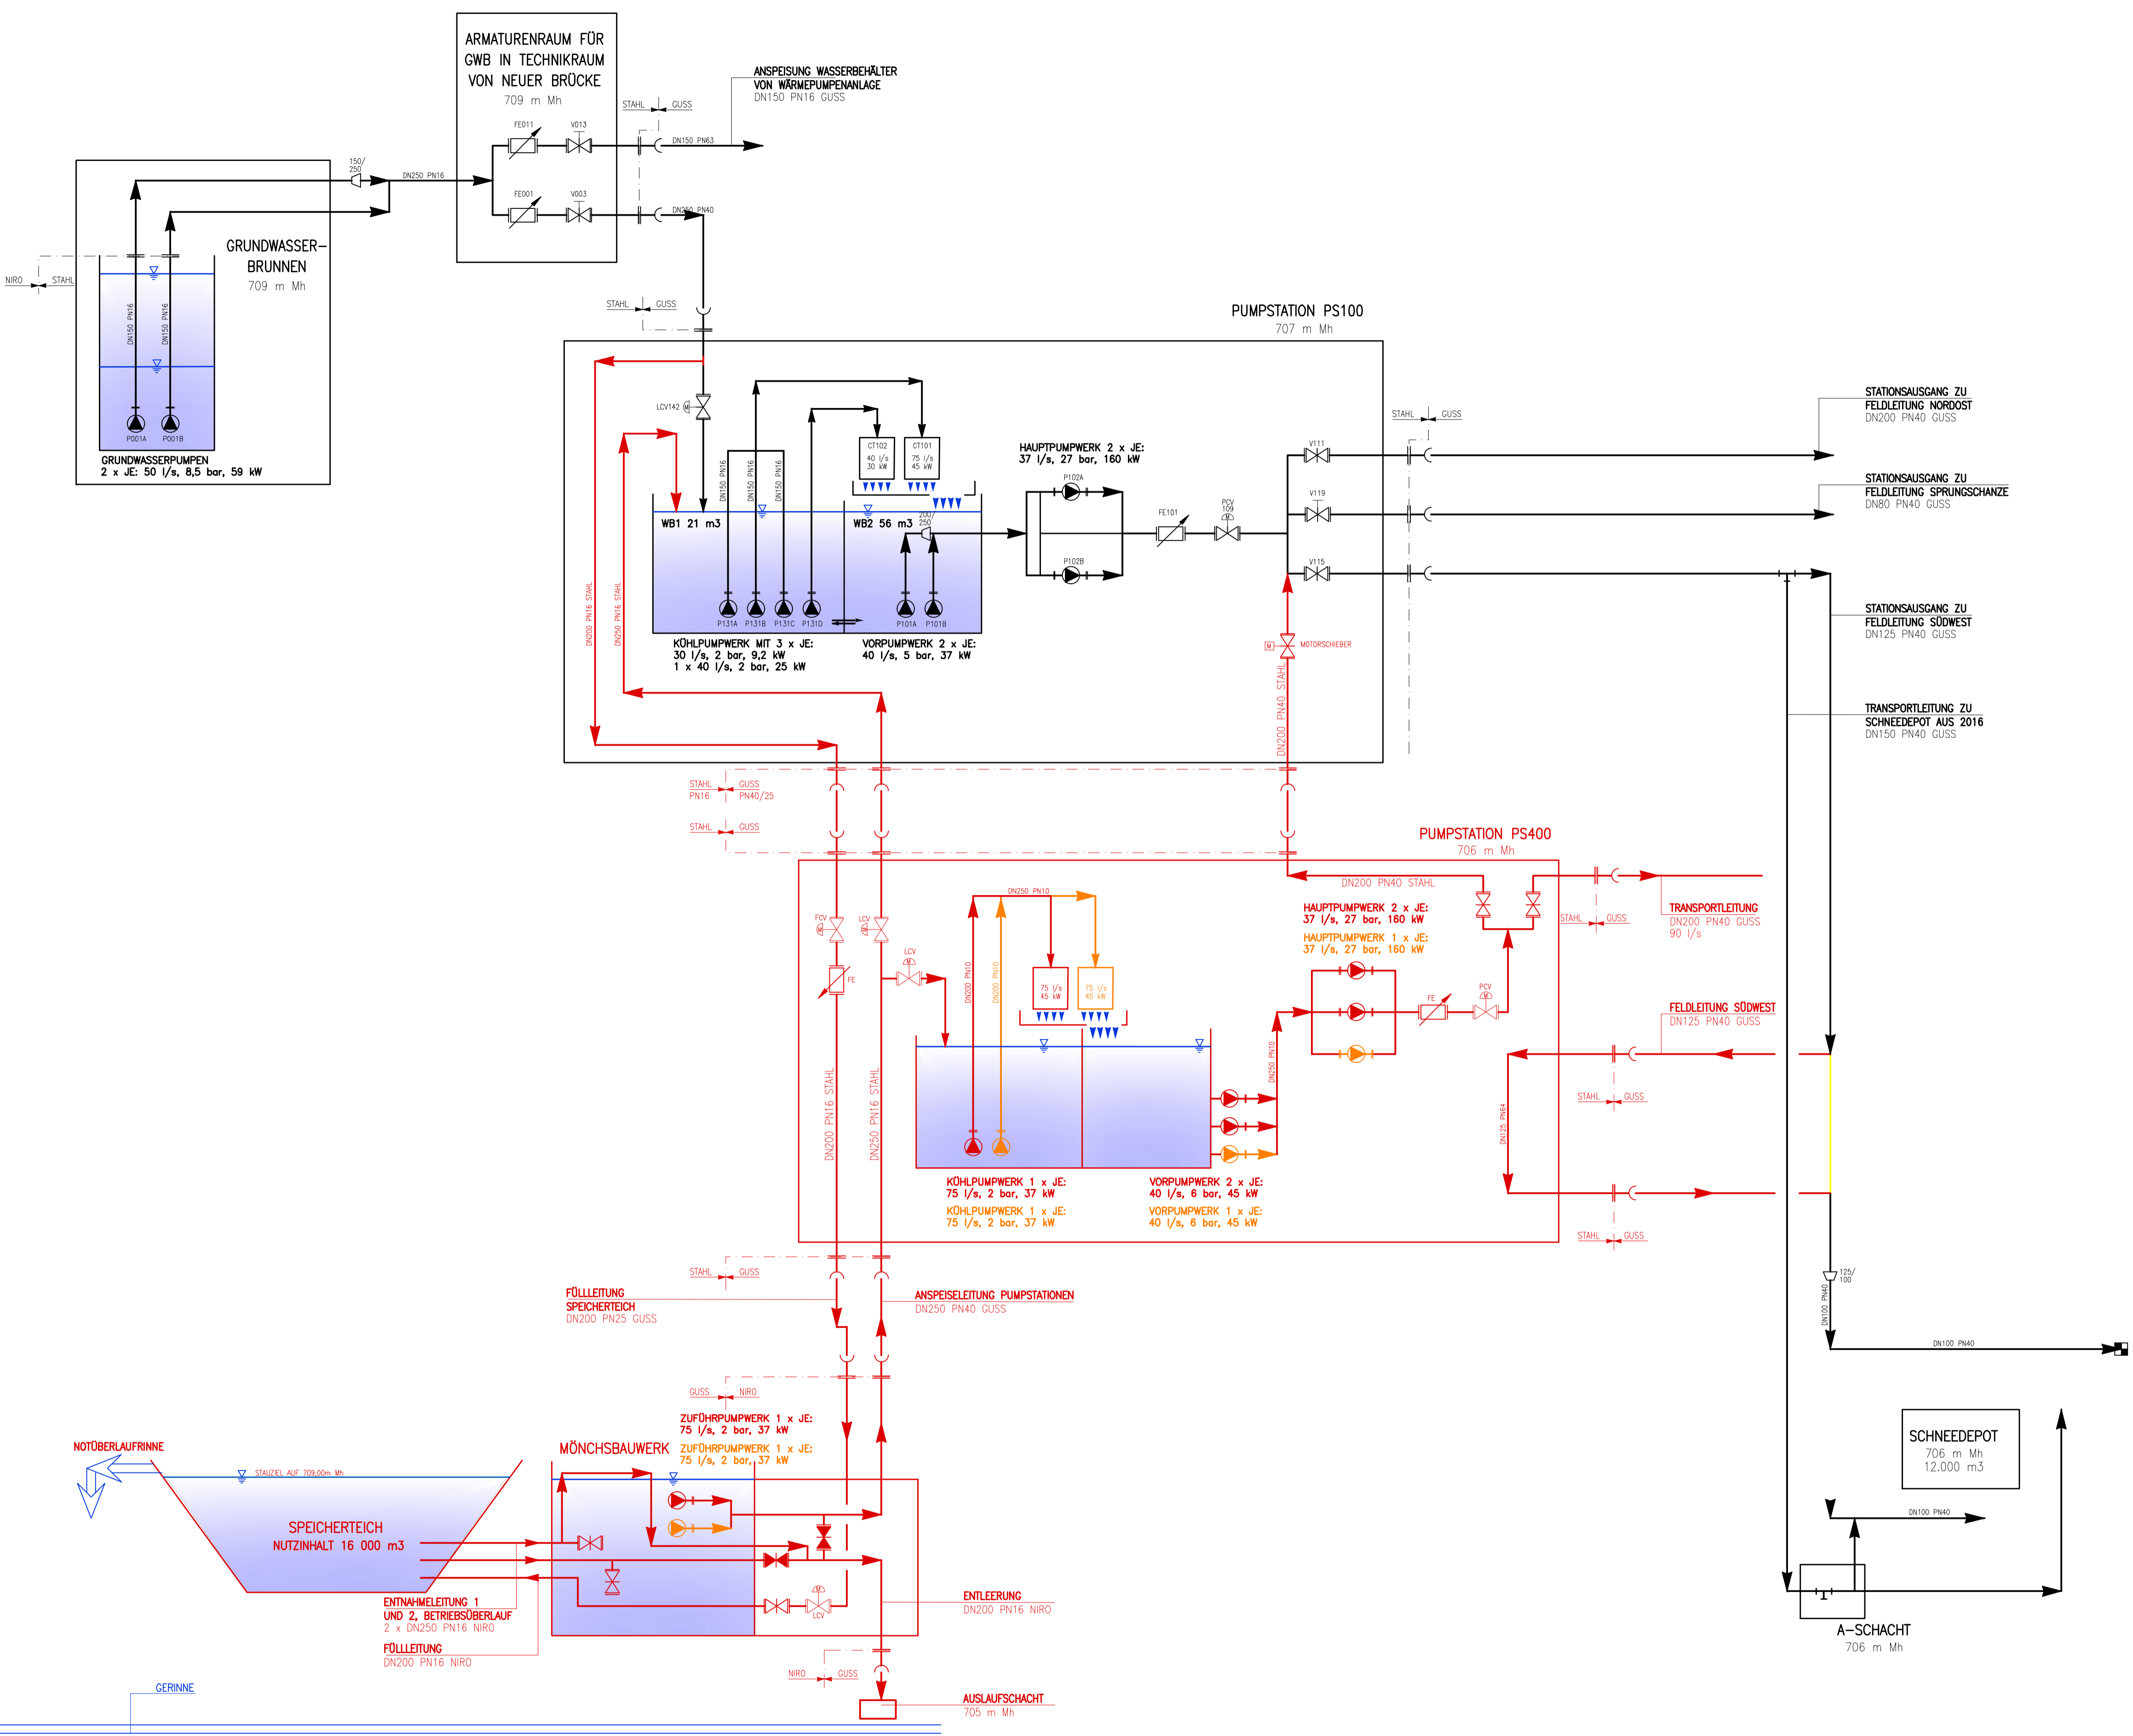 ARMATURENRAUM FÜR
GWB IN TECHNIKRAUM
VON NEUER BRÜCKE
709 m Mh
ANSPEISUNG WASSERBEHÄLTER
VON WÄRMEPUMPENANLAGE
DN150 PN16 GUSS
STAHL GUSS
FE011 V013
DN150 PN63
150/
250
DN250 PN16
FE001 V003
DN250 PN40
GRUNDWASSER-
BRUNNEN
709 m Mh
NIRO STAHL
DN150 PN16
DN150 PN16
P001A P001B
GRUNDWASSERPUMPEN
2 x JE: 50 l/s, 8,5 bar, 59 kW
STAHL GUSS
PUMPSTATION PS100
707 m Mh
LCV142 M
CT102
40 l/s
30 kW
CT101
75 l/s
45 kW
DN150 PN16
DN150 PN16
DN150 PN16
WB1 21 m3
WB2 56 m3
200/
250
P131A P131B P131C P131D
P101A P101B
KÜHLPUMPWERK MIT 3 x JE:
30 l/s, 2 bar, 9,2 kW
1 x 40 l/s, 2 bar, 25 kW
VORPUMPWERK 2 x JE:
40 l/s, 5 bar, 37 kW
HAUPTPUMPWERK 2 x JE:
37 l/s, 27 bar, 160 kW
P102A
P102B
FE101
PCV
109
M
V111
V119
V115
STAHL GUSS
STATIONSAUSGANG ZU
FELDLEITUNG NORDOST
DN200 PN40 GUSS
STATIONSAUSGANG ZU
FELDLEITUNG SPRUNGSCHANZE
DN80 PN40 GUSS
STATIONSAUSGANG ZU
FELDLEITUNG SÜDWEST
DN125 PN40 GUSS
TRANSPORTLEITUNG ZU
SCHNEEDEPOT AUS 2016
DN150 PN40 GUSS
DN200 PN16 STAHL
DN250 PN16 STAHL
M MOTORSCHIEBER
DN200 PN40 STAHL
STAHL GUSS
PN16 PN40/25
STAHL GUSS
PUMPSTATION PS400
706 m Mh
DN200 PN40 STAHL
FCV
M
LCV
M
LCV
M
FE
DN250 PN10
DN200 PN10
DN200 PN10
75 l/s
45 kW
75 l/s
45 kW
HAUPTPUMPWERK 2 x JE:
37 l/s, 27 bar, 160 kW
HAUPTPUMPWERK 1 x JE:
37 l/s, 27 bar, 160 kW
FE
PCV
M
DN250 PN10
STAHL GUSS
TRANSPORTLEITUNG
DN200 PN40 GUSS
90 l/s
FELDLEITUNG SÜDWEST
DN125 PN40 GUSS
STAHL GUSS
DN125 PN64
STAHL GUSS
DN200 PN16 STAHL
DN250 PN16 STAHL
KÜHLPUMPWERK 1 x JE:
75 l/s, 2 bar, 37 kW
KÜHLPUMPWERK 1 x JE:
75 l/s, 2 bar, 37 kW
VORPUMPWERK 2 x JE:
40 l/s, 6 bar, 45 kW
VORPUMPWERK 1 x JE:
40 l/s, 6 bar, 45 kW
STAHL GUSS
FÜLLLEITUNG
SPEICHERTEICH
DN200 PN25 GUSS
ANSPEISELEITUNG PUMPSTATIONEN
DN250 PN40 GUSS
125/
100
DN100 PN40
DN100 PN40
GUSS NIRO
ZUFÜHRPUMPWERK 1 x JE:
75 l/s, 2 bar, 37 kW
ZUFÜHRPUMPWERK 1 x JE:
75 l/s, 2 bar, 37 kW
MÖNCHSBAUWERK
NOTÜBERLAUFRINNE
STAUZIEL AUF 709,00m Mh
SPEICHERTEICH
NUTZINHALT 16 000 m3
M
LCV
ENTNAHMELEITUNG 1
UND 2, BETRIEBSÜBERLAUF
2 x DN250 PN16 NIRO
FÜLLLEITUNG
DN200 PN16 NIRO
ENTLEERUNG
DN200 PN16 NIRO
NIRO GUSS
AUSLAUFSCHACHT
705 m Mh
GERINNE
SCHNEEDEPOT
706 m Mh
12.000 m3
DN100 PN40
A-SCHACHT
706 m Mh